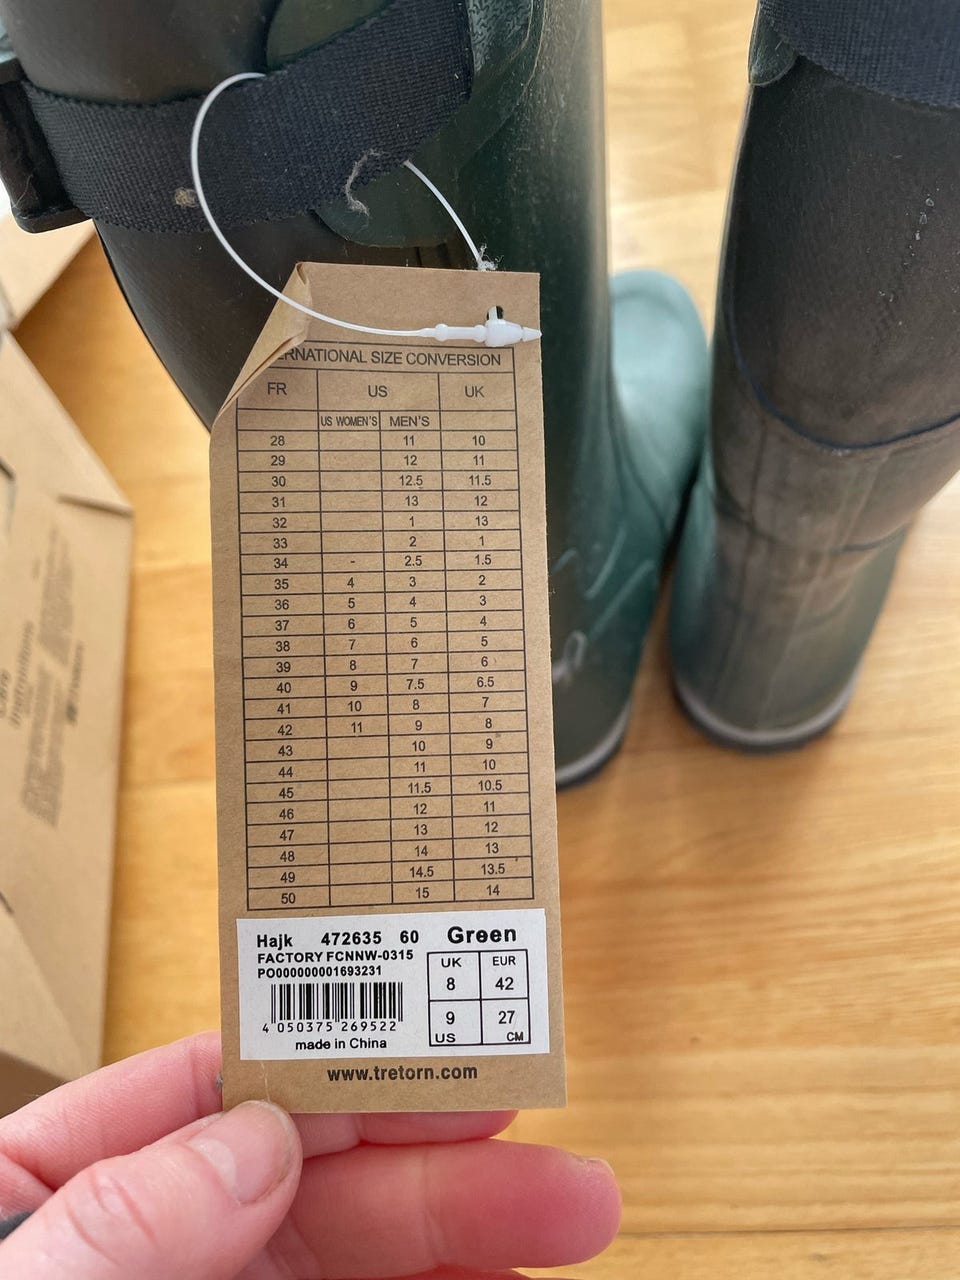 ERNATIONAL SIZE CONVERSION
FR US UK
US WOMEN'S MEN'S
28 11 10
29 12 11
30 12.5 11.5
31 13 12
32 1 13
33 2 1
34 - 2.5 1.5
35 4 3 2
36 5 4 3
37 6 5 4
38 7 6 5
39 8 7 6
40 9 7.5 6.5
41 10 8 7
42 11 9 8
43 10 9
44 11 10
45 11.5 10.5
46 12 11
47 13 12
48 14 13
49 14.5 13.5
50 15 14
Hajk 472635 60 Green
FACTORY FCNNW-0315
PO000000001693231
4 050375 269522
made in China
UK EUR
8 42
9 27
US CM
www.tretorn.com